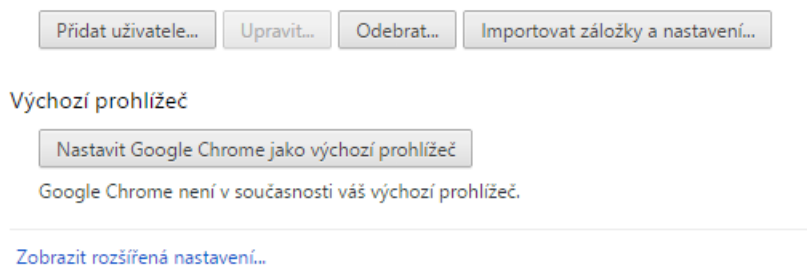 Přidat uživatele... Upravit... Odebrat... Importovat záložky a nastavení...
Výchozí prohlížeč
Nastavit Google Chrome jako výchozí prohlížeč
Google Chrome není v současnosti váš výchozí prohlížeč.
Zobrazit rozšířená nastavení...